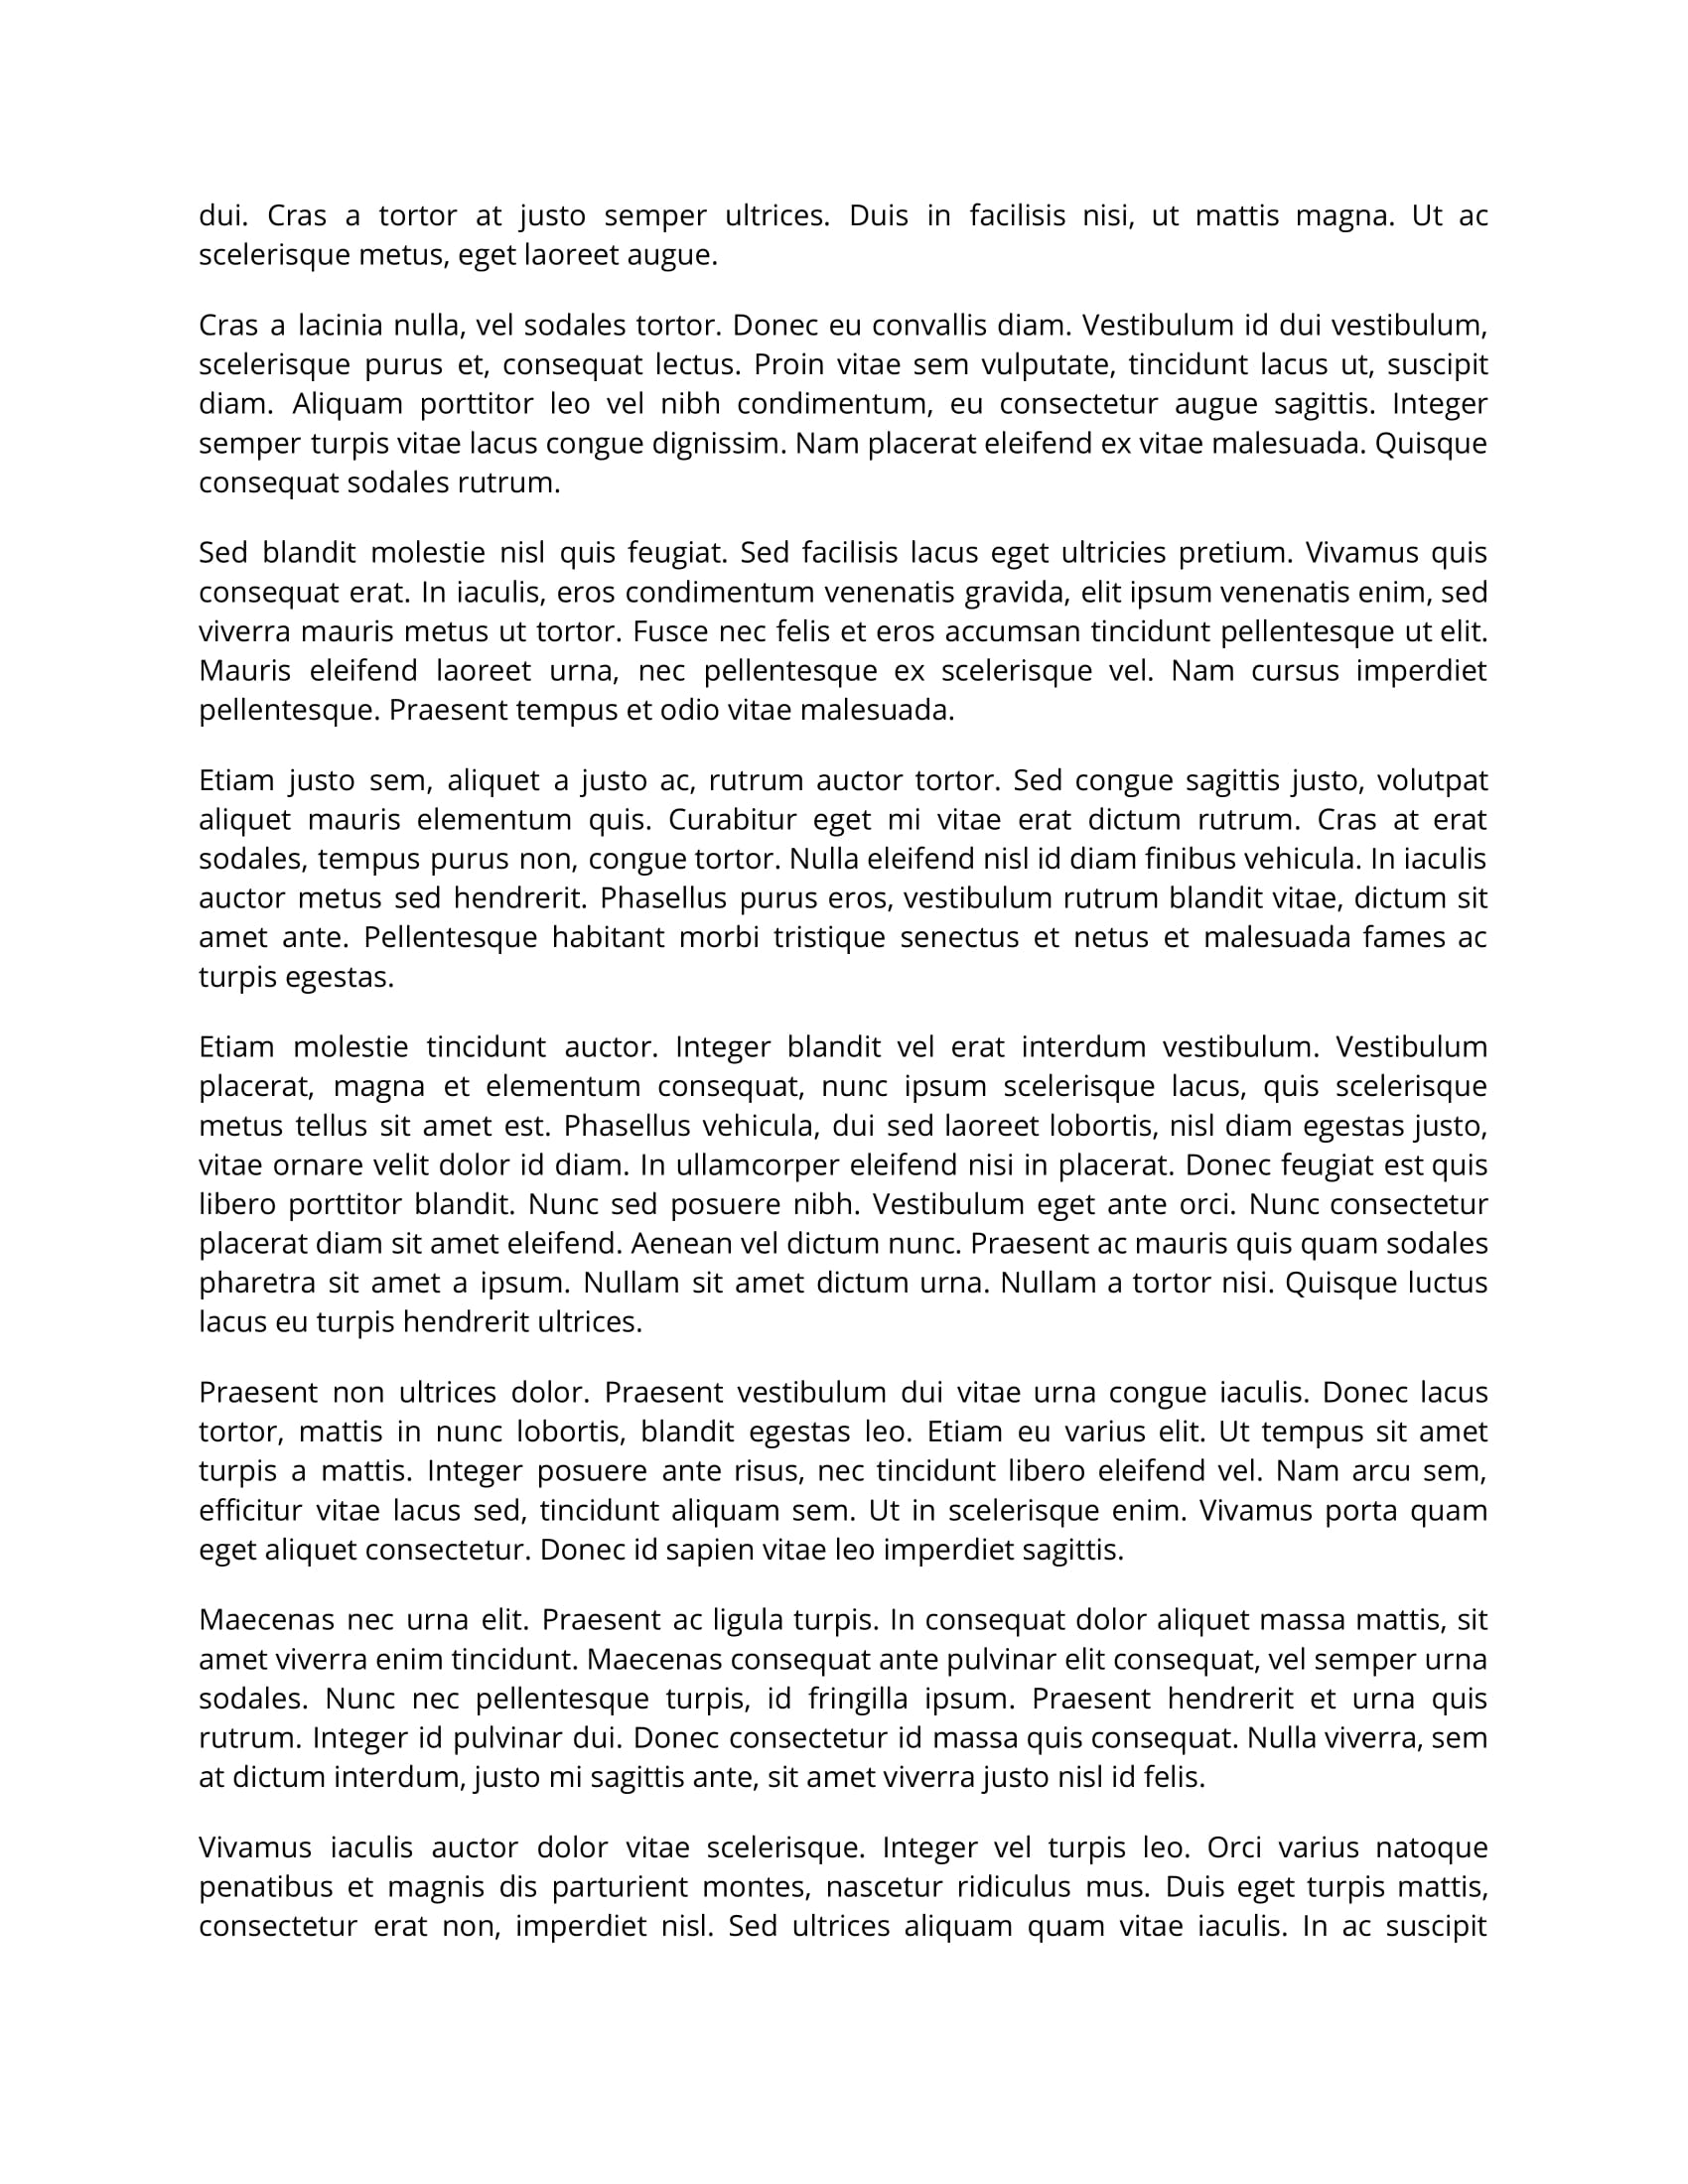 dui. Cras a tortor at justo semper ultrices. Duis in facilisis nisi, ut mattis magna. Ut ac
scelerisque metus, eget laoreet augue.
Cras a lacinia nulla, vel sodales tortor. Donec eu convallis diam. Vestibulum id dui vestibulum,
scelerisque purus et, consequat lectus. Proin vitae sem vulputate, tincidunt lacus ut, suscipit
diam. Aliquam porttitor leo vel nibh condimentum, eu consectetur augue sagittis. Integer
semper turpis vitae lacus congue dignissim. Nam placerat eleifend ex vitae malesuada. Quisque
consequat sodales rutrum.
Sed blandit molestie nisl quis feugiat. Sed facilisis lacus eget ultricies pretium. Vivamus quis
consequat erat. In iaculis, eros condimentum venenatis gravida, elit ipsum venenatis enim, sed
viverra mauris metus ut tortor. Fusce nec felis et eros accumsan tincidunt pellentesque ut elit.
Mauris eleifend laoreet urna, nec pellentesque ex scelerisque vel. Nam cursus imperdiet
pellentesque. Praesent tempus et odio vitae malesuada.
Etiam justo sem, aliquet a justo ac, rutrum auctor tortor. Sed congue sagittis justo, volutpat
aliquet mauris elementum quis. Curabitur eget mi vitae erat dictum rutrum. Cras at erat
sodales, tempus purus non, congue tortor. Nulla eleifend nisl id diam finibus vehicula. In iaculis
auctor metus sed hendrerit. Phasellus purus eros, vestibulum rutrum blandit vitae, dictum sit
amet ante. Pellentesque habitant morbi tristique senectus et netus et malesuada fames ac
turpis egestas.
Etiam molestie tincidunt auctor. Integer blandit vel erat interdum vestibulum. Vestibulum
placerat, magna et elementum consequat, nunc ipsum scelerisque lacus, quis scelerisque
metus tellus sit amet est. Phasellus vehicula, dui sed laoreet lobortis, nisl diam egestas justo,
vitae ornare velit dolor id diam. In ullamcorper eleifend nisi in placerat. Donec feugiat est quis
libero porttitor blandit. Nunc sed posuere nibh. Vestibulum eget ante orci. Nunc consectetur
placerat diam sit amet eleifend. Aenean vel dictum nunc. Praesent ac mauris quis quam sodales
pharetra sit amet a ipsum. Nullam sit amet dictum urna. Nullam a tortor nisi. Quisque luctus
lacus eu turpis hendrerit ultrices.
Praesent non ultrices dolor. Praesent vestibulum dui vitae urna congue iaculis. Donec lacus
tortor, mattis in nunc lobortis, blandit egestas leo. Etiam eu varius elit. Ut tempus sit amet
turpis a mattis. Integer posuere ante risus, nec tincidunt libero eleifend vel. Nam arcu sem,
efficitur vitae lacus sed, tincidunt aliquam sem. Ut in scelerisque enim. Vivamus porta quam
eget aliquet consectetur. Donec id sapien vitae leo imperdiet sagittis.
Maecenas nec urna elit. Praesent ac ligula turpis. In consequat dolor aliquet massa mattis, sit
amet viverra enim tincidunt. Maecenas consequat ante pulvinar elit consequat, vel semper urna
sodales. Nunc nec pellentesque turpis, id fringilla ipsum. Praesent hendrerit et urna quis
rutrum. Integer id pulvinar dui. Donec consectetur id massa quis consequat. Nulla viverra, sem
at dictum interdum, justo mi sagittis ante, sit amet viverra justo nisl id felis.
Vivamus iaculis auctor dolor vitae scelerisque. Integer vel turpis leo. Orci varius natoque
penatibus et magnis dis parturient montes, nascetur ridiculus mus. Duis eget turpis mattis,
consectetur erat non, imperdiet nisl. Sed ultrices aliquam quam vitae iaculis. In ac suscipit